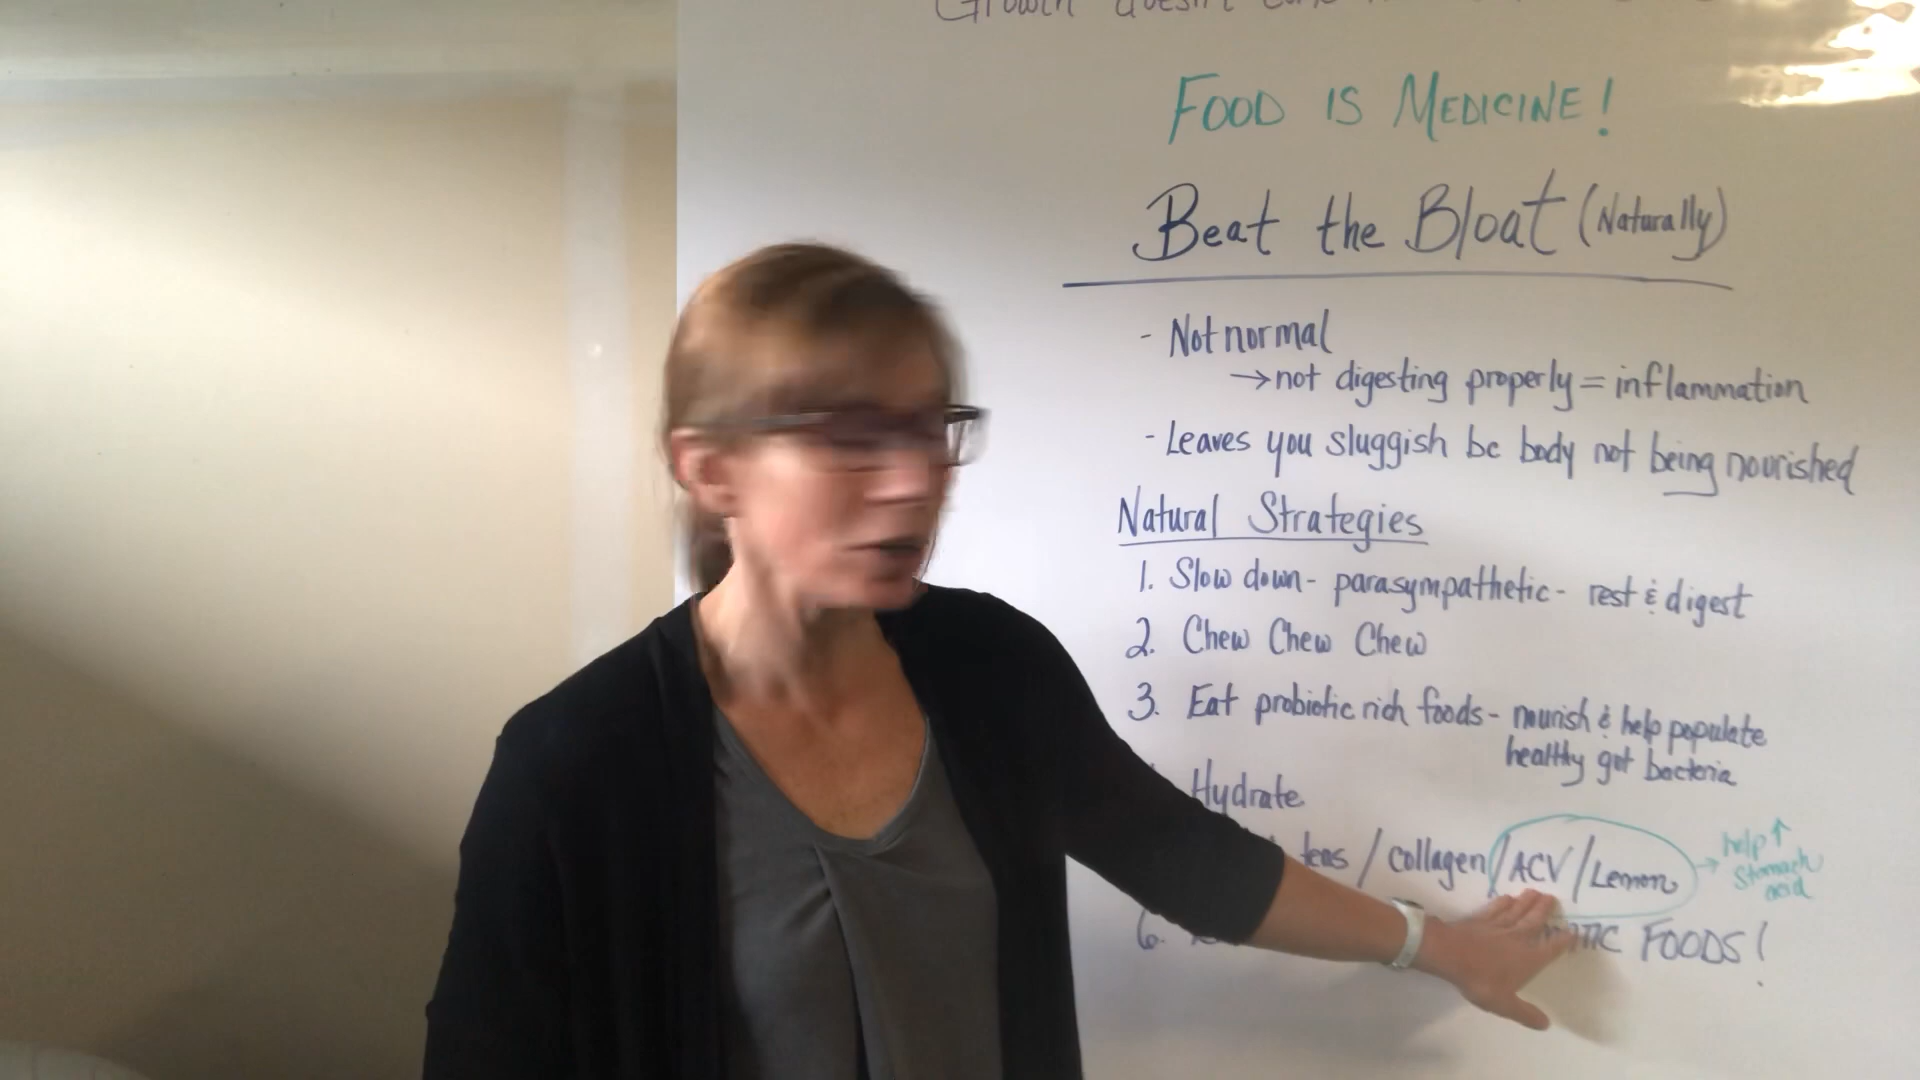 Growth doesn't
FOOD IS MEDICINE!
Beat the Bloat (Naturally)
- Not normal
→ not digesting properly = inflammation
- Leaves you sluggish bc body not being nourished
Natural Strategies
1. Slow down - parasympathetic - rest & digest
2. Chew Chew Chew
3. Eat probiotic rich foods - nourish & help populate
healthy gut bacteria
Hydrate
teas / collagen / ACV / Lemon → help ↑
stomach
acid
6. FOODS!